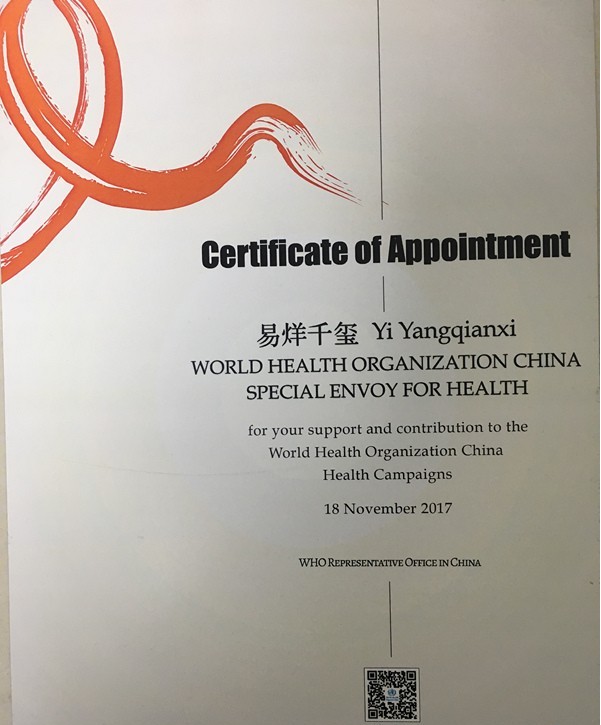 Certificate of Appointment
易烊千玺 Yi Yangqianxi
WORLD HEALTH ORGANIZATION CHINA
SPECIAL ENVOY FOR HEALTH
for your support and contribution to the
World Health Organization China
Health Campaigns
18 November 2017
WHO REPRESENTATIVE OFFICE IN CHINA